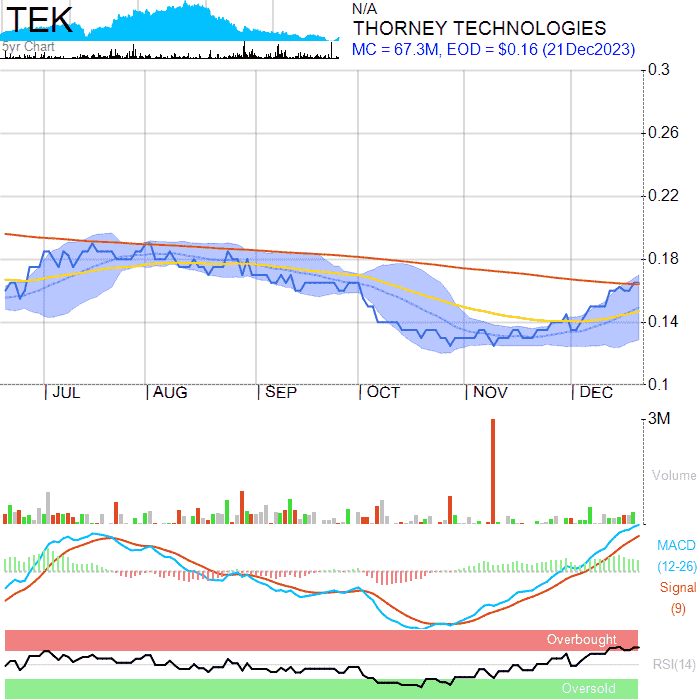 TEK
5yr Chart
N/A
THORNEY TECHNOLOGIES
MC = 67.3M, EOD = $0.16 (21Dec2023)
0.3
0.26
0.22
0.18
0.14
0.1
JUL AUG SEP OCT NOV DEC
3M
Volume
MACD
(12-26)
Signal
(9)
Overbought
RSI(14)
Oversold